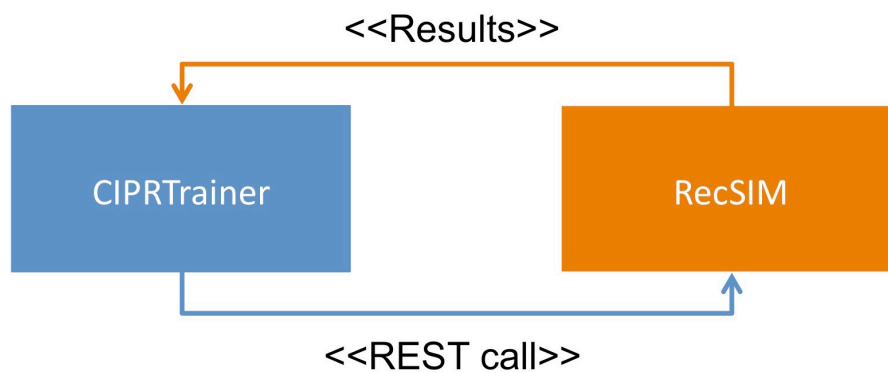 <<Results>>
CIPRTrainer
RecSIM
<<REST call>>